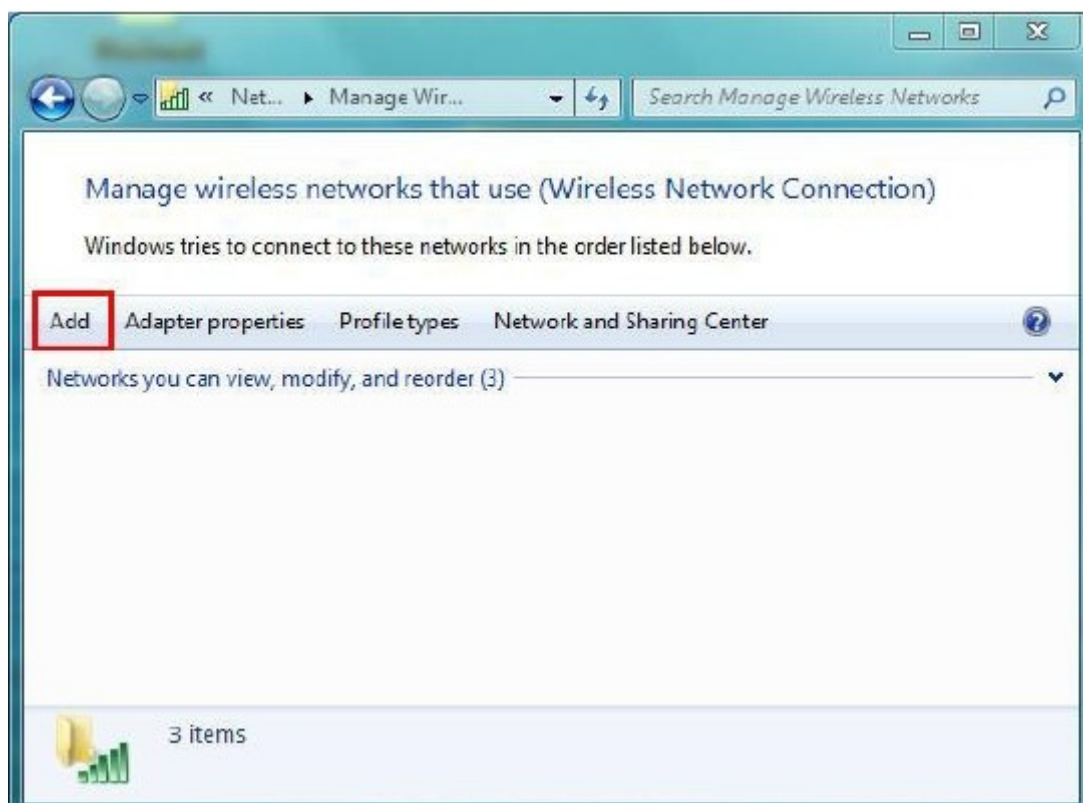 « Net... ▸ Manage Wir...
Search Manage Wireless Networks
Manage wireless networks that use (Wireless Network Connection)
Windows tries to connect to these networks in the order listed below.
Add Adapter properties Profile types Network and Sharing Center
Networks you can view, modify, and reorder (3)
3 items